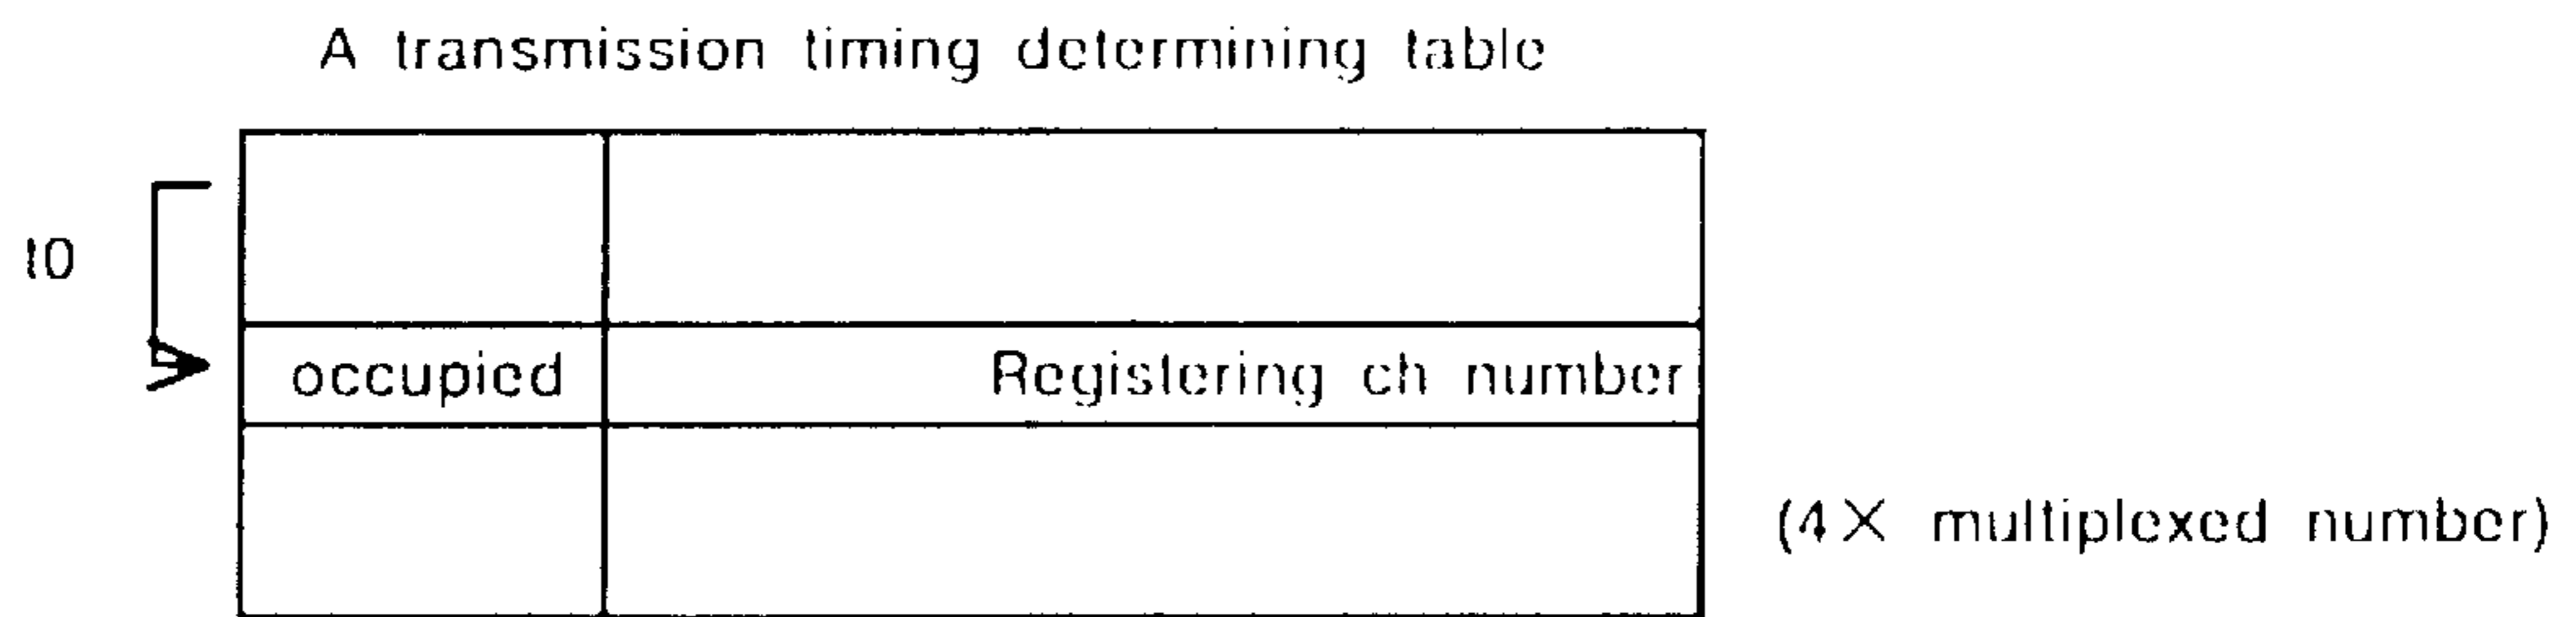 A transmission timing determining table
t0
occupied
Registering ch number
(4× multiplexed number)